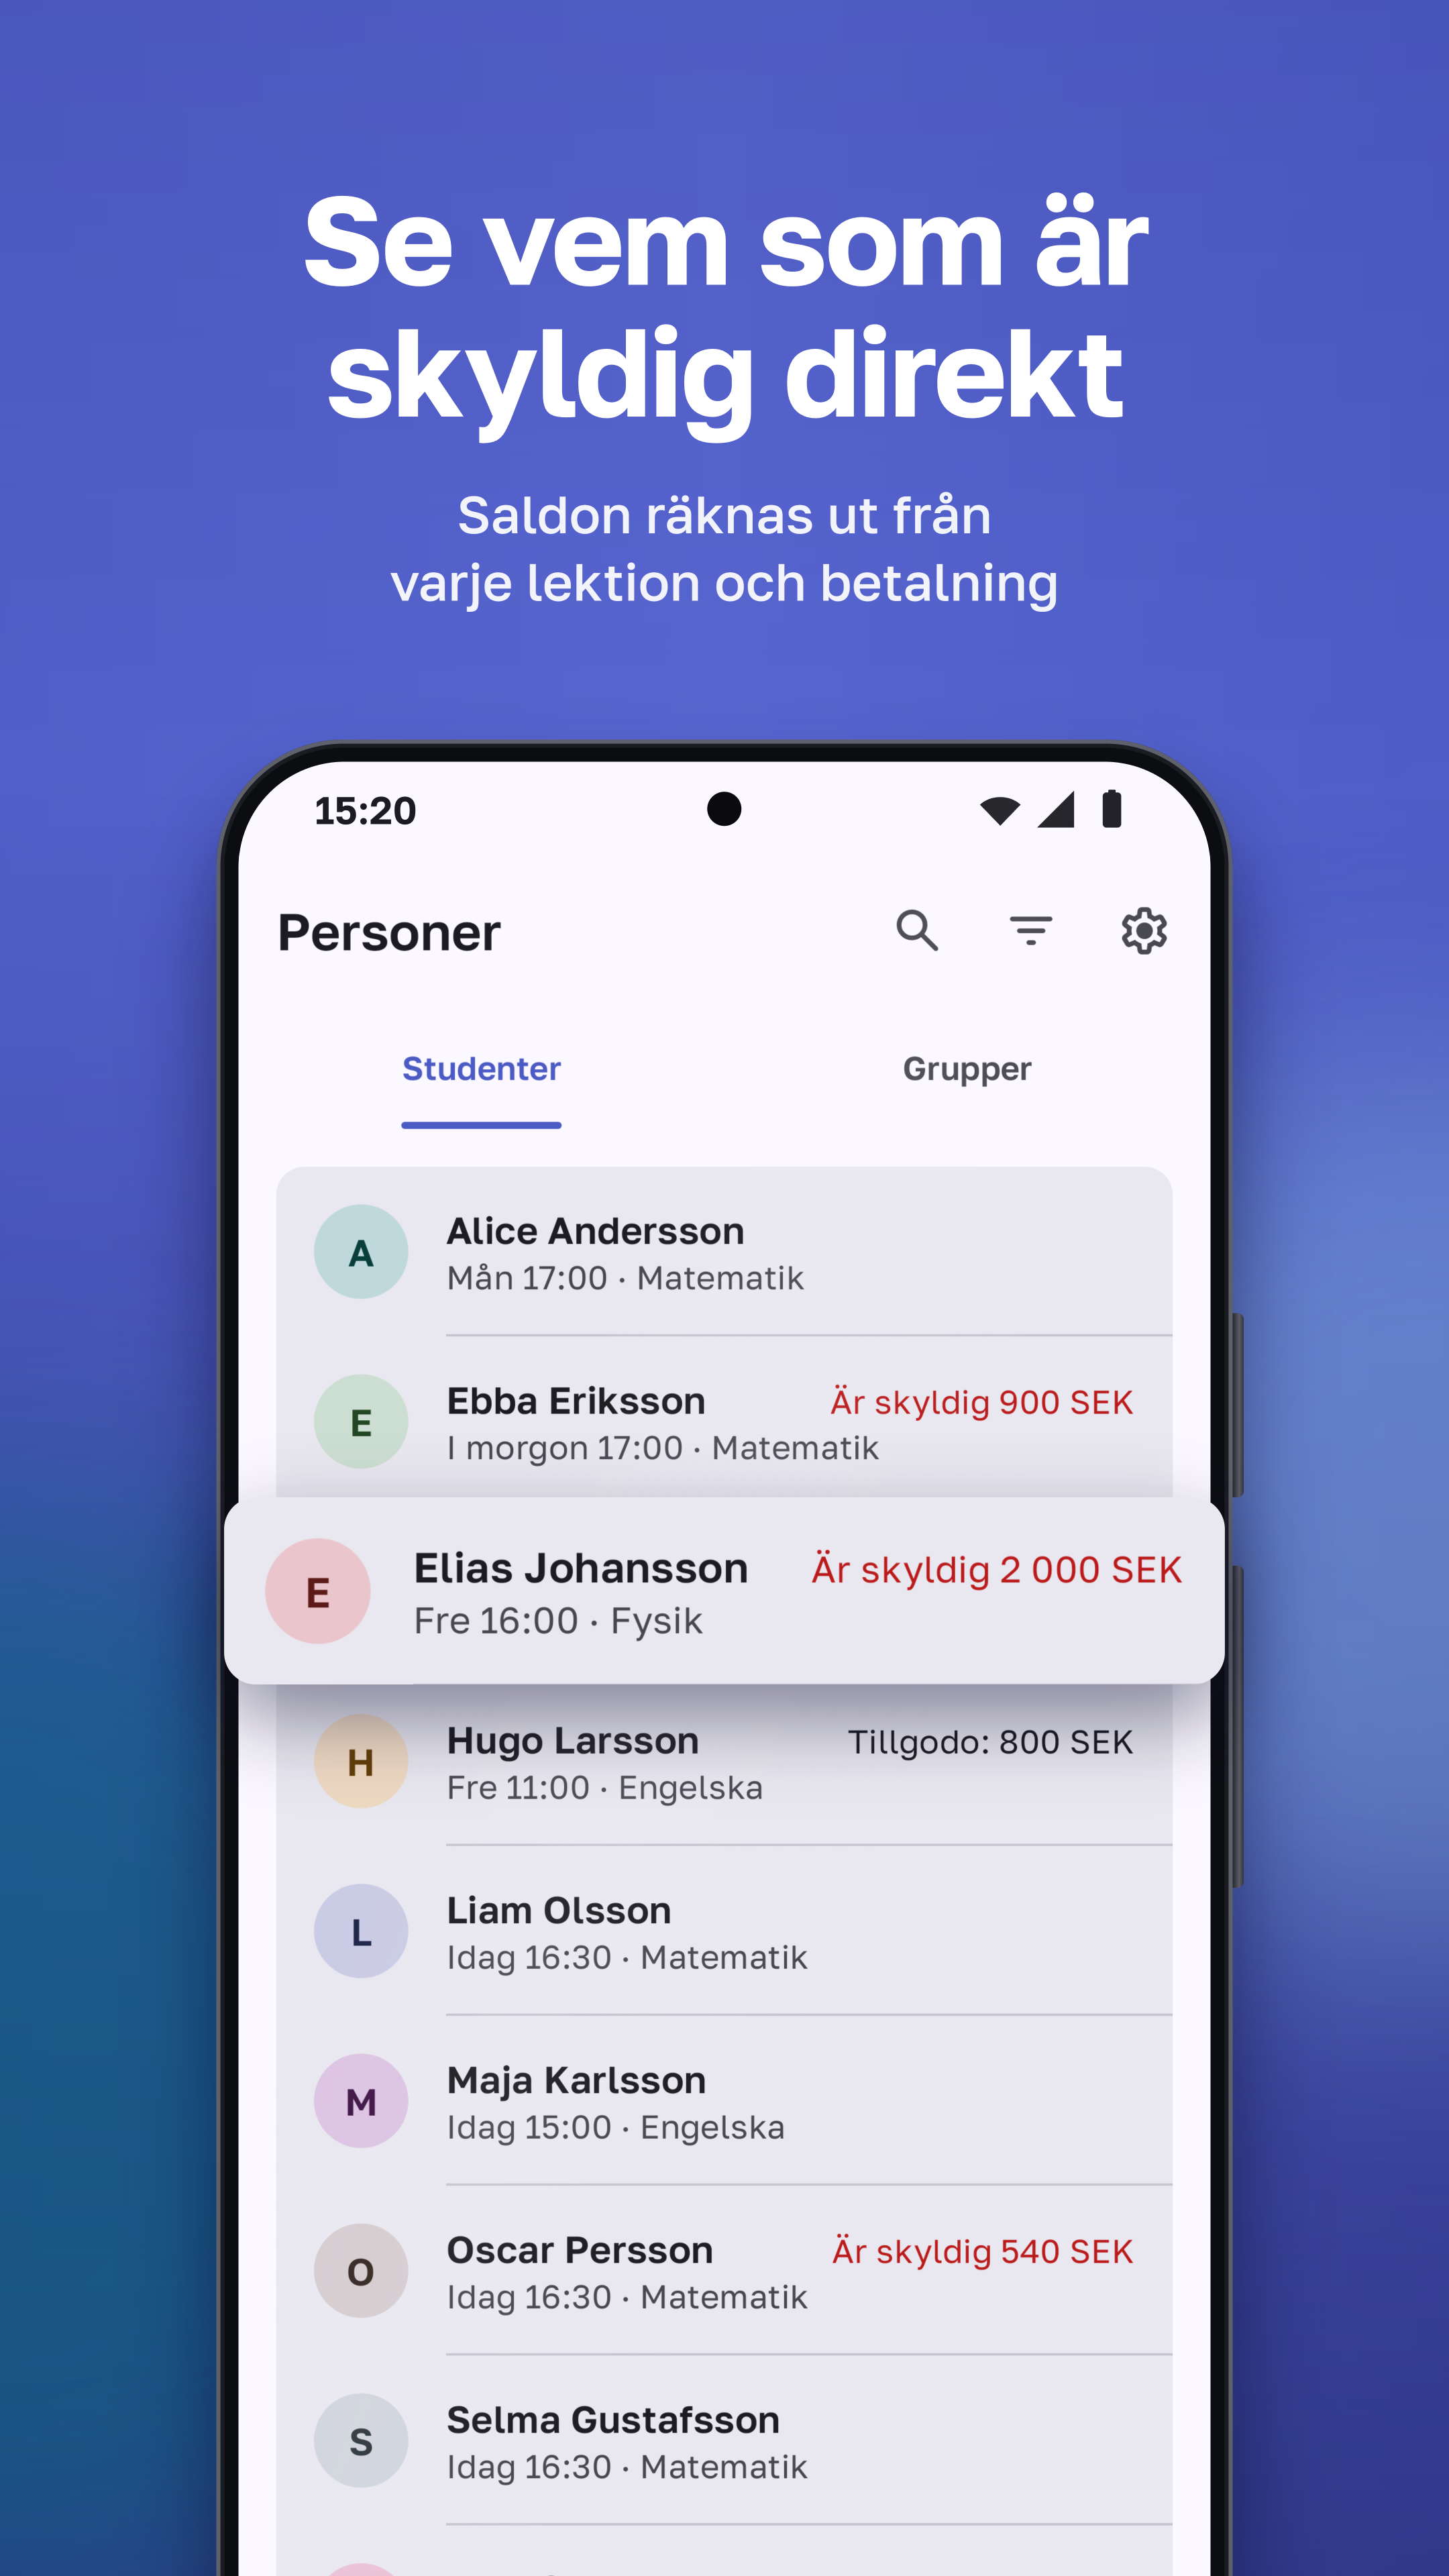 Se vem som är
skyldig direkt
Saldon räknas ut från
varje lektion och betalning
15:20
Personer
Studenter
Grupper
A
Alice Andersson
Mån 17:00 · Matematik
E
Ebba Eriksson
Är skyldig 900 SEK
I morgon 17:00 · Matematik
E
Elias Johansson
Är skyldig 2 000 SEK
Fre 16:00 · Fysik
H
Hugo Larsson
Tillgodo: 800 SEK
Fre 11:00 · Engelska
L
Liam Olsson
Idag 16:30 · Matematik
M
Maja Karlsson
Idag 15:00 · Engelska
O
Oscar Persson
Är skyldig 540 SEK
Idag 16:30 · Matematik
S
Selma Gustafsson
Idag 16:30 · Matematik